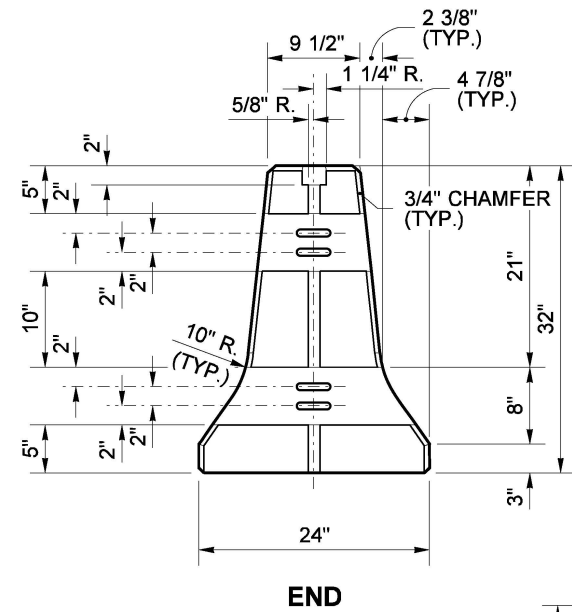 2 3/8"
(TYP.)
9 1/2"
1 1/4" R.
4 7/8"
(TYP.)
5/8" R.
2"
5"
2"
3/4" CHAMFER
(TYP.)
2"
2"
21"
32"
10"
10" R.
(TYP.)
2"
8"
2"
2"
5"
3"
24"
END